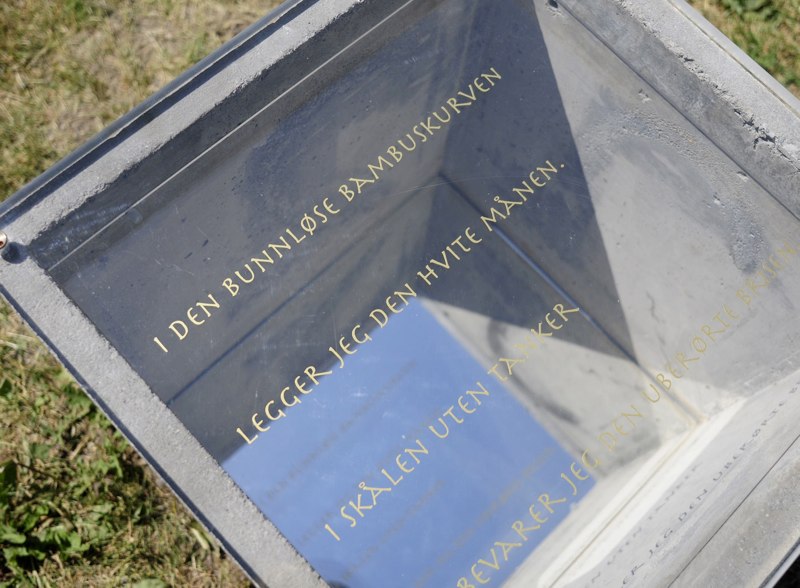 I DEN BUNNLØSE BAMBUSKURVEN
LEGGER JEG DEN HVITE MÅNEN.
I SKÅLEN UTEN TANKER
BEVARER JEG DEN UBERØRTE